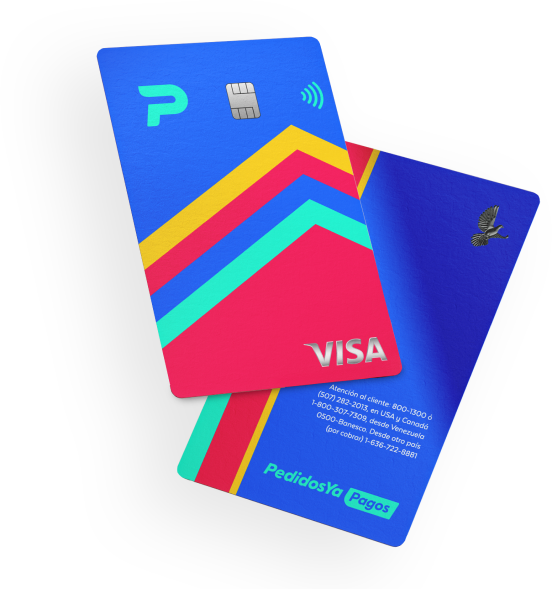 P
VISA
Atención al cliente: 800-1300 ó
(507) 282-2013, en USA y Canadá
1-800-307-7309, desde Venezuela
0500-Banesco. Desde otro país
(por cobrar) 1-636-722-8881
PedidosYa Pagos